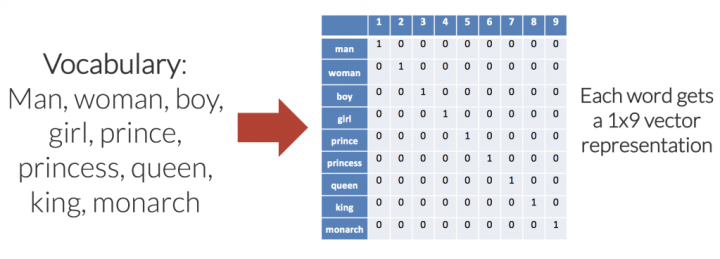 Vocabulary:
Man, woman, boy,
girl, prince,
princess, queen,
king, monarch
1 2 3 4 5 6 7 8 9
man 1 0 0 0 0 0 0 0 0
woman 0 1 0 0 0 0 0 0 0
boy 0 0 1 0 0 0 0 0 0
girl 0 0 0 1 0 0 0 0 0
prince 0 0 0 0 1 0 0 0 0
princess 0 0 0 0 0 1 0 0 0
queen 0 0 0 0 0 0 1 0 0
king 0 0 0 0 0 0 0 1 0
monarch 0 0 0 0 0 0 0 0 1
Each word gets
a 1x9 vector
representation